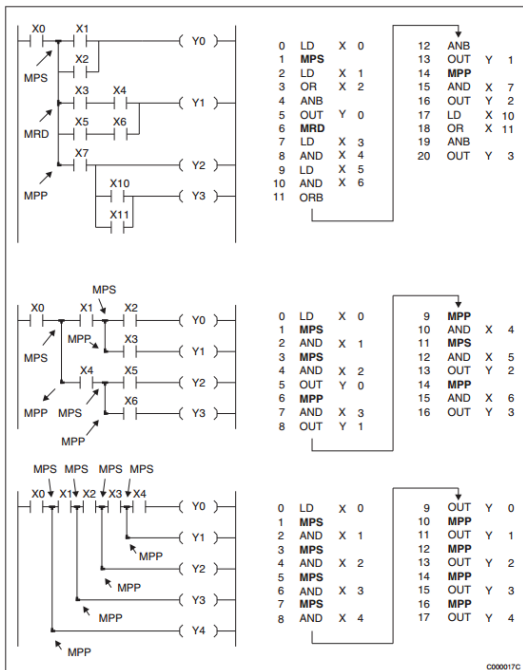 X0 X1 Y0
MPS X2
X3 X4 Y1
MRD X5 X6
X7 Y2
MPP X10 Y3
X11
0 LD X 0
1 MPS
2 LD X 1
3 OR X 2
4 ANB
5 OUT Y 0
6 MRD
7 LD X 3
8 AND X 4
9 LD X 5
10 AND X 6
11 ORB
12 ANB
13 OUT Y 1
14 MPP
15 AND X 7
16 OUT Y 2
17 LD X 10
18 OR X 11
19 ANB
20 OUT Y 3
MPS
X0 X1 X2 Y0
MPS MPP X3 Y1
X4 X5 Y2
MPP MPS X6 Y3
MPP
0 LD X 0
1 MPS
2 AND X 1
3 MPS
4 AND X 2
5 OUT Y 0
6 MPP
7 AND X 3
8 OUT Y 1
9 MPP
10 AND X 4
11 MPS
12 AND X 5
13 OUT Y 2
14 MPP
15 AND X 6
16 OUT Y 3
MPS MPS MPS MPS
X0 X1 X2 X3 X4 Y0
Y1
MPP
Y2
MPP
Y3
MPP
Y4
MPP
0 LD X 0
1 MPS
2 AND X 1
3 MPS
4 AND X 2
5 MPS
6 AND X 3
7 MPS
8 AND X 4
9 OUT Y 0
10 MPP
11 OUT Y 1
12 MPP
13 OUT Y 2
14 MPP
15 OUT Y 3
16 MPP
17 OUT Y 4
C000017C